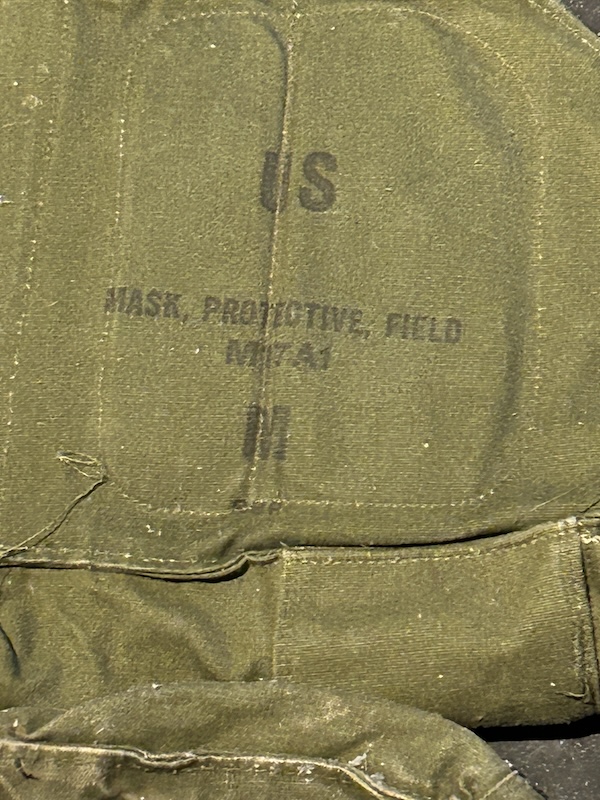 US
MASK, PROTECTIVE, FIELD
M17A1
M